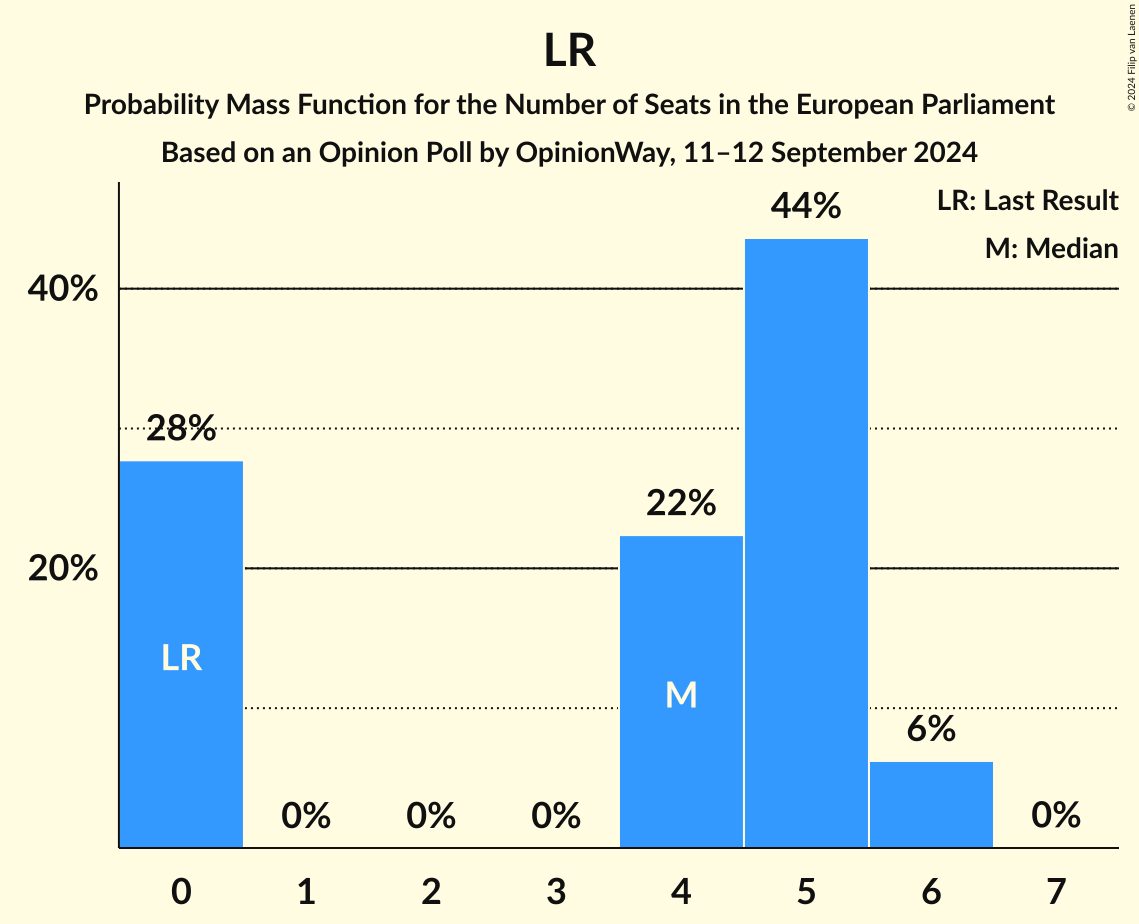 LR
Probability Mass Function for the Number of Seats in the European Parliament
Based on an Opinion Poll by OpinionWay, 11–12 September 2024
© 2024 Filip van Laenen
LR: Last Result
M: Median
44%
40%
28%
22%
20%
LR
M
6%
0%
0%
0%
0%
0 1 2 3 4 5 6 7